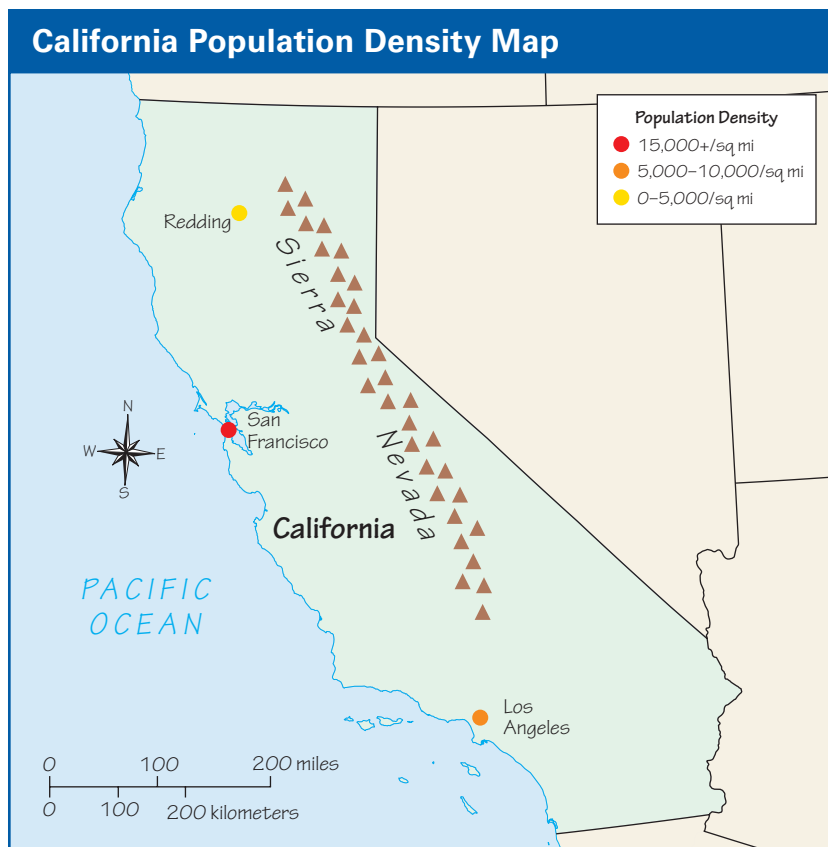 California Population Density Map
Population Density
15,000+/sq mi
5,000–10,000/sq mi
0–5,000/sq mi
Redding
Sierra
Nevada
San
Francisco
N
W
E
S
California
PACIFIC
OCEAN
Los
Angeles
0 100 200 miles
0 100 200 kilometers